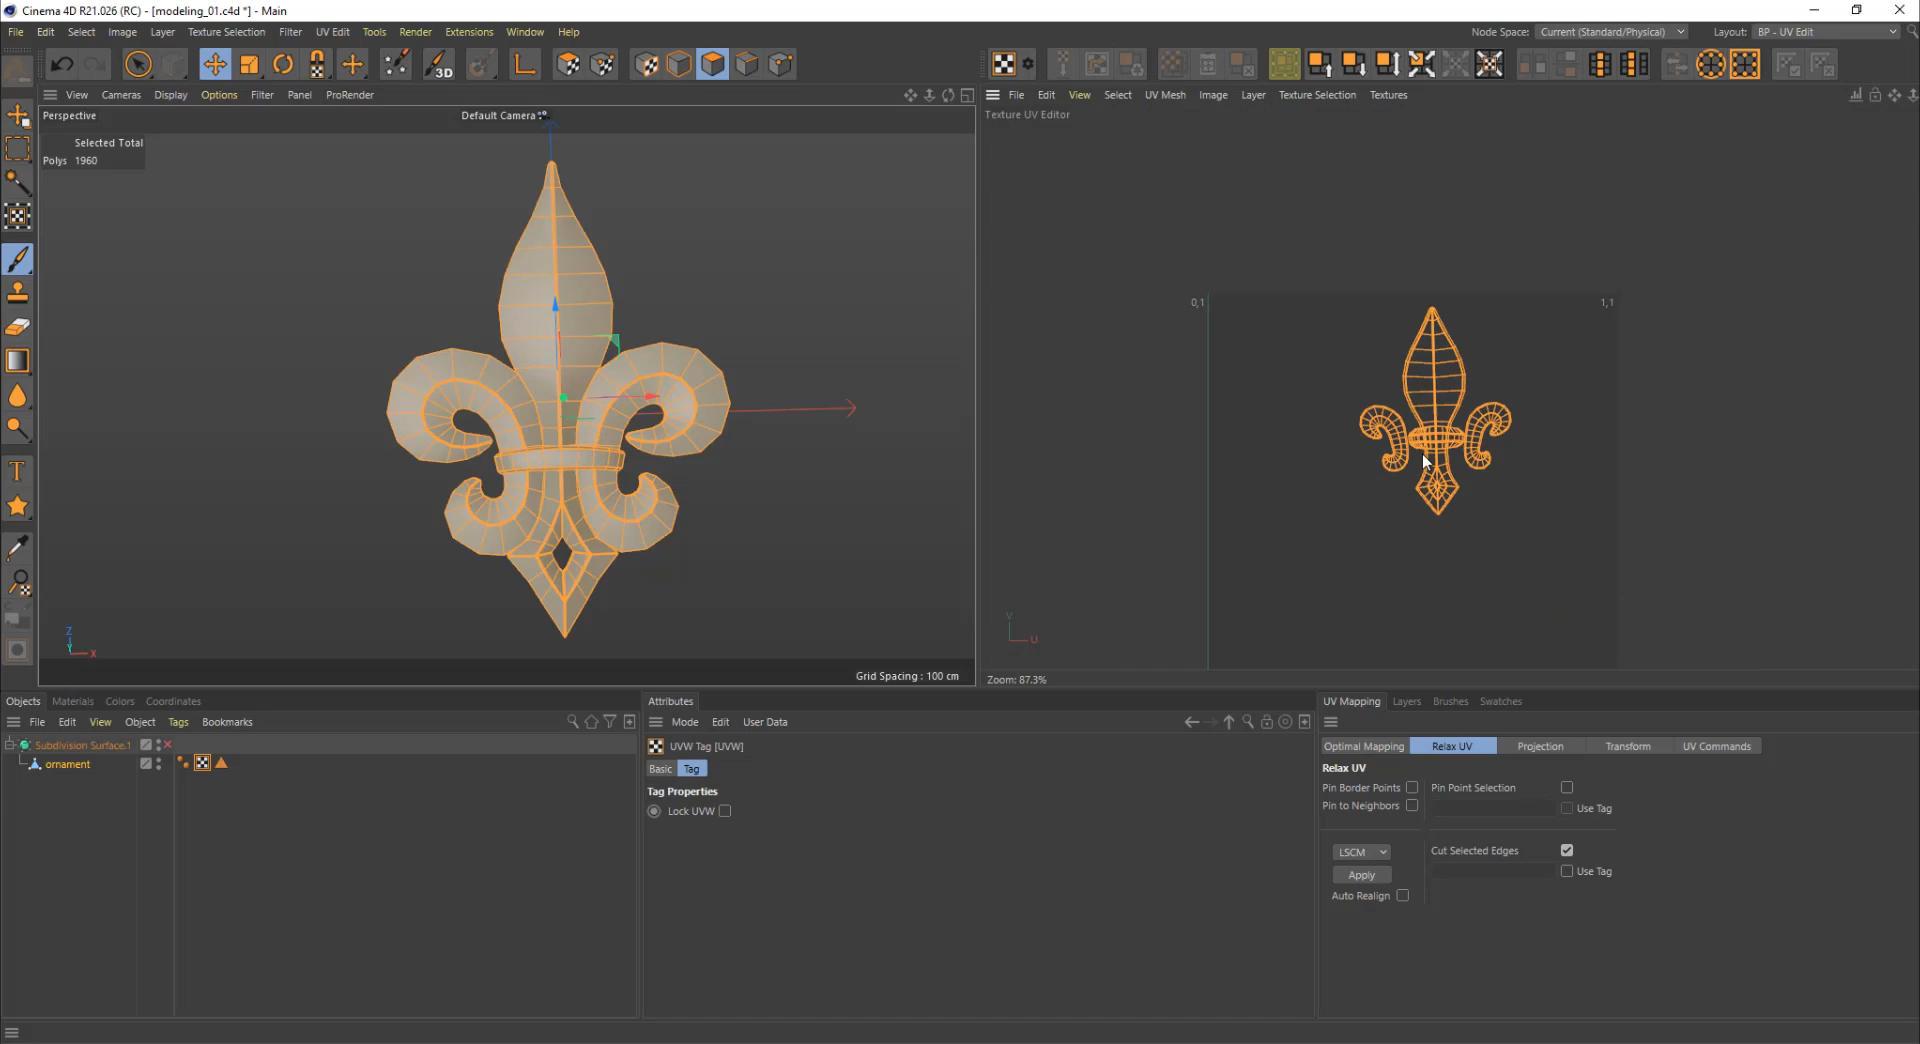 Cinema 4D R21.026 (RC) - [modeling_01.c4d *] - Main
File Edit Select Image Layer Texture Selection Filter UV Edit Tools Render Extensions Window Help
Node Space: Current (Standard/Physical) Layout: BP - UV Edit
3D
View Cameras Display Options Filter Panel ProRender
File Edit View Select UV Mesh Image Layer Texture Selection Textures
Perspective
Default Camera
Texture UV Editor
Selected Total
Polys 1960
0,1
1,1
T
Z
X
V
U
Grid Spacing : 100 cm
Zoom: 87.3%
Objects Materials Colors Coordinates
File Edit View Object Tags Bookmarks
Subdivision Surface.1
ornament
Attributes
Mode Edit User Data
UVW Tag [UVW]
Basic Tag
Tag Properties
Lock UVW
UV Mapping Layers Brushes Swatches
Optimal Mapping Relax UV Projection Transform UV Commands
Relax UV
Pin Border Points
Pin Point Selection
Pin to Neighbors
Use Tag
LSCM
Cut Selected Edges
Apply
Use Tag
Auto Realign